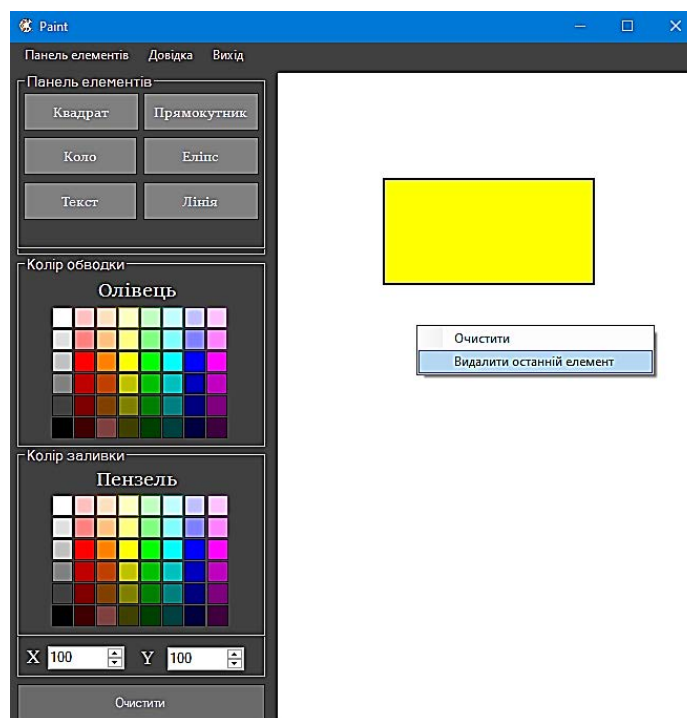 Paint
Панель елементів Довідка Вихід
Панель елементів
Квадрат Прямокутник
Коло Еліпс
Текст Лінія
Колір обводки
Олівець
Очистити
Видалити останній елемент
Колір заливки
Пензель
X 100 Y 100
Очистити